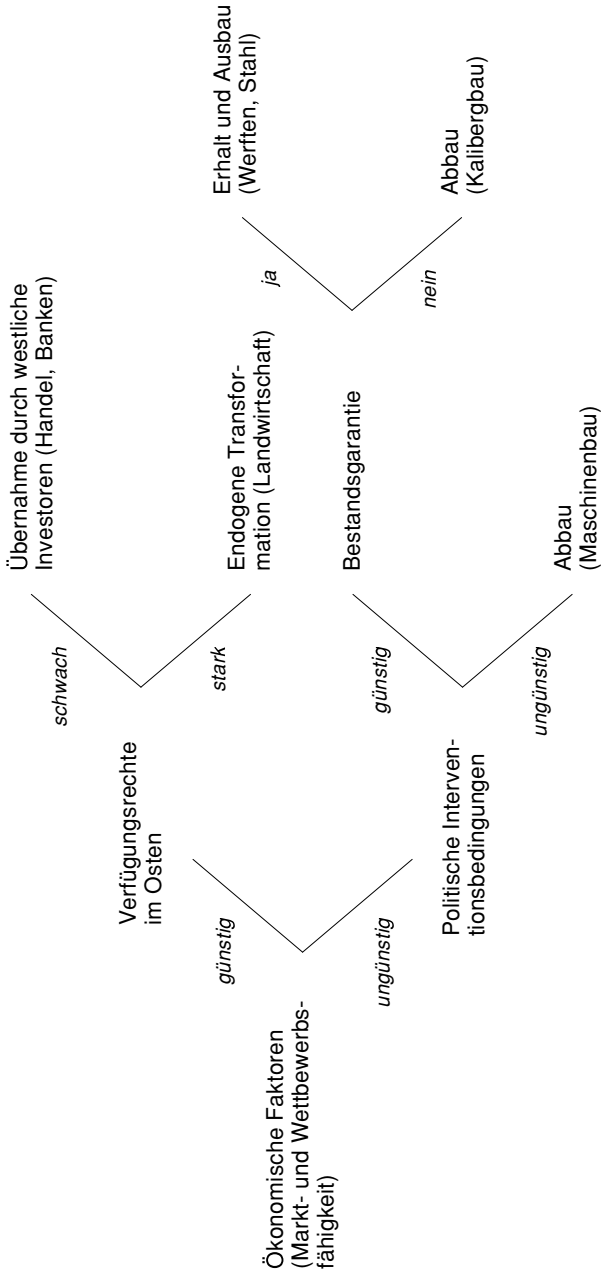 Ökonomische Faktoren
(Markt- und Wettbewerbs-
fähigkeit)
günstig
ungünstig
Verfügungsrechte
im Osten
Politische Interven-
tionsbedingungen
schwach
stark
günstig
ungünstig
Übernahme durch westliche
Investoren (Handel, Banken)
Endogene Transfor-
mation (Landwirtschaft)
Bestandsgarantie
Abbau
(Maschinenbau)
ja
nein
Erhalt und Ausbau
(Werften, Stahl)
Abbau
(Kalibergbau)